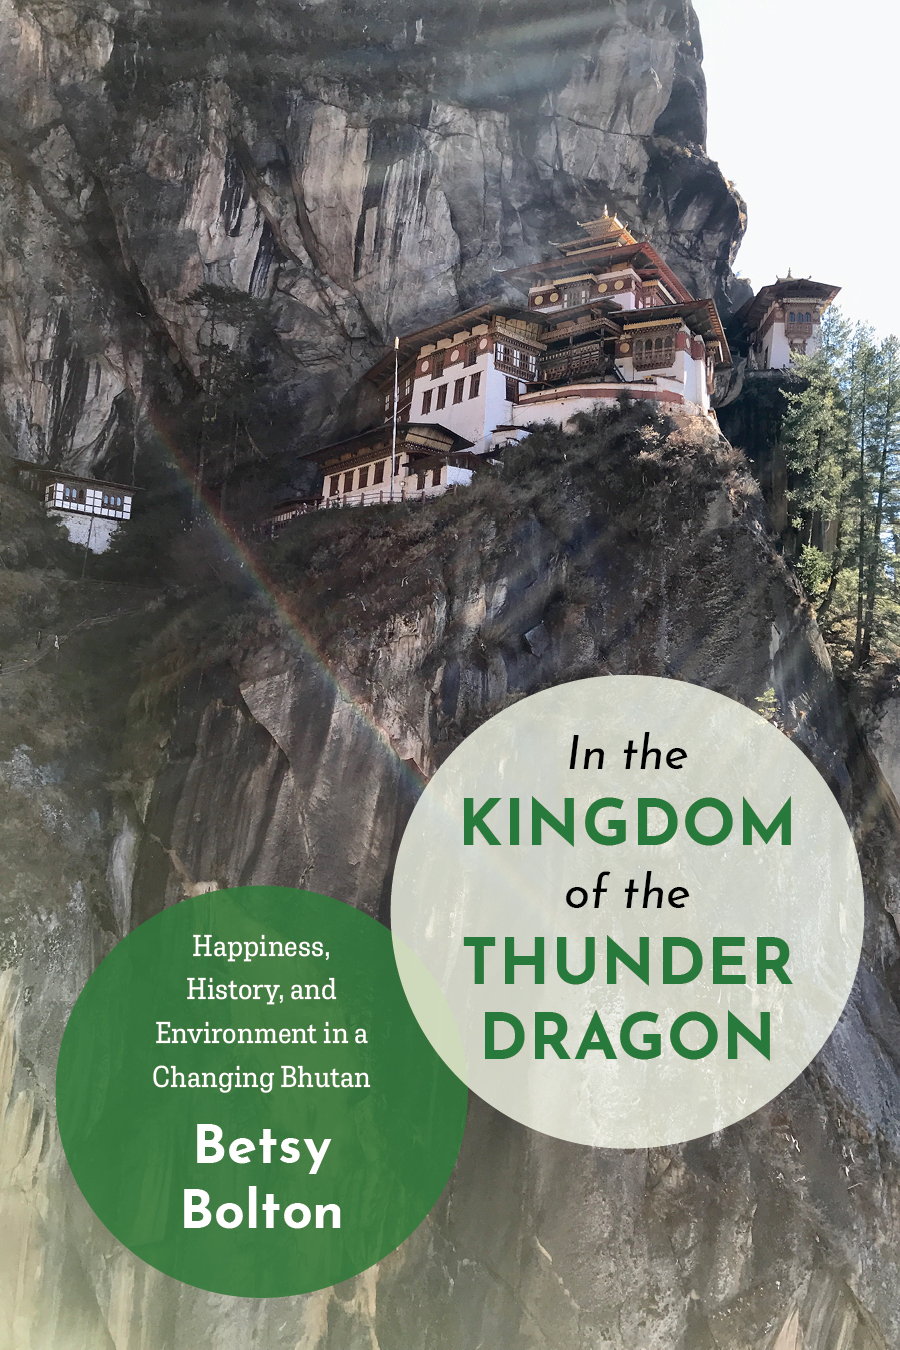 In the
KINGDOM
of the
THUNDER
DRAGON
Happiness,
History, and
Environment in a
Changing Bhutan
Betsy
Bolton